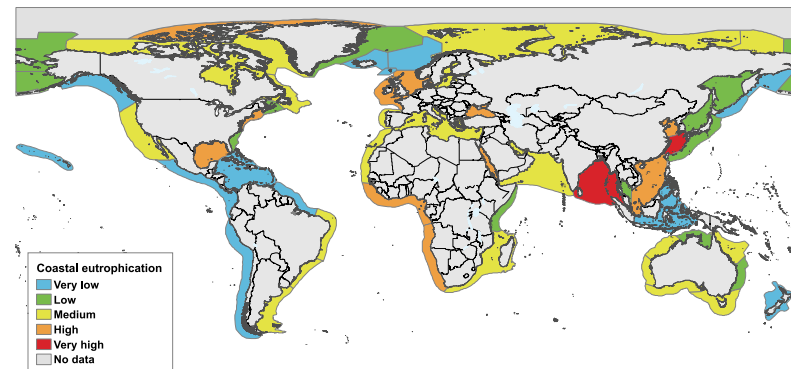 Coastal eutrophication
Very low
Low
Medium
High
Very high
No data